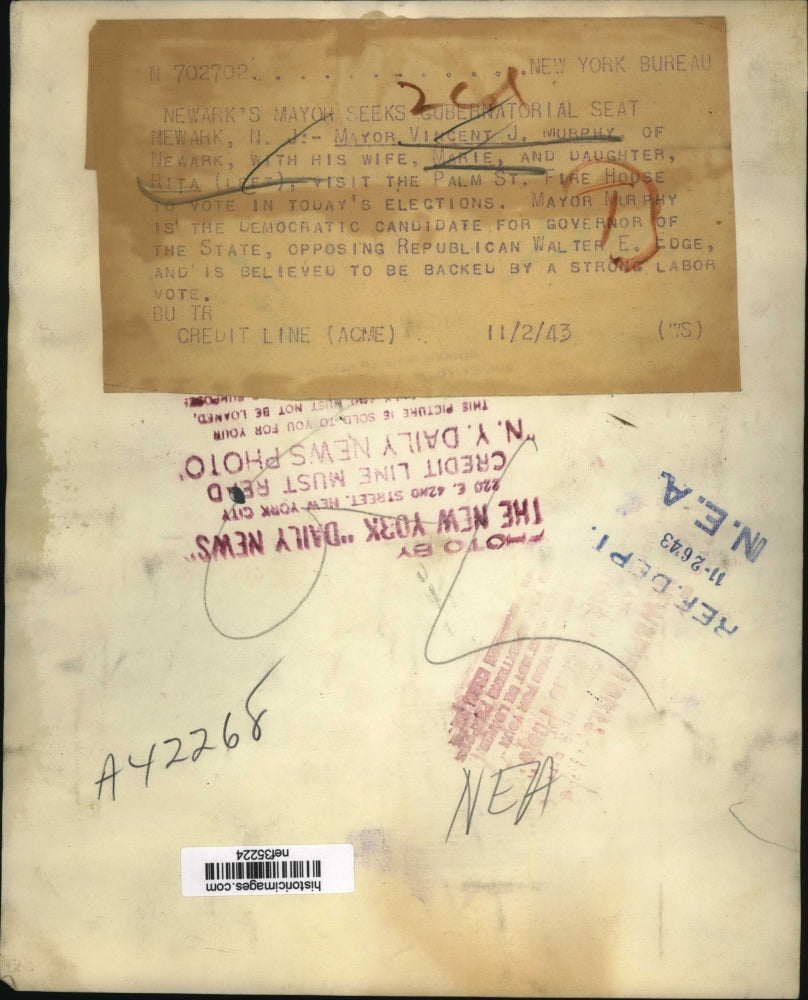 N 702702. . . . . . . . . . . . .NEW YORK BUREAU
2 col
NEWARK'S MAYOR SEEKS GUBERNATORIAL SEAT
NEWARK, N. J.- MAYOR VINCENT J. MURPHY OF
NEWARK, WITH HIS WIFE, MARIE, AND DAUGHTER,
RITA (LEFT), VISIT THE PALM ST. FIRE HOUSE
TO VOTE IN TODAY'S ELECTIONS. MAYOR MURPHY
IS THE DEMOCRATIC CANDIDATE FOR GOVERNOR OF
THE STATE, OPPOSING REPUBLICAN WALTER E. EDGE,
AND IS BELIEVED TO BE BACKED BY A STRONG LABOR
VOTE.
BU TR
CREDIT LINE (ACME) 11/2/43 (WS)
PHOTO BY
THE NEW YORK "DAILY NEWS"
220 E. 42ND STREET, NEW YORK CITY
CREDIT LINE MUST READ
"N.Y. DAILY NEWS PHOTO"
THIS PICTURE IS SOLD TO YOU FOR YOUR
ONLY AND MUST NOT BE LOANED,
REF. DEPT.
11-26'43
N.E.A.
A42268
NEA
historicimages.com
nef35224